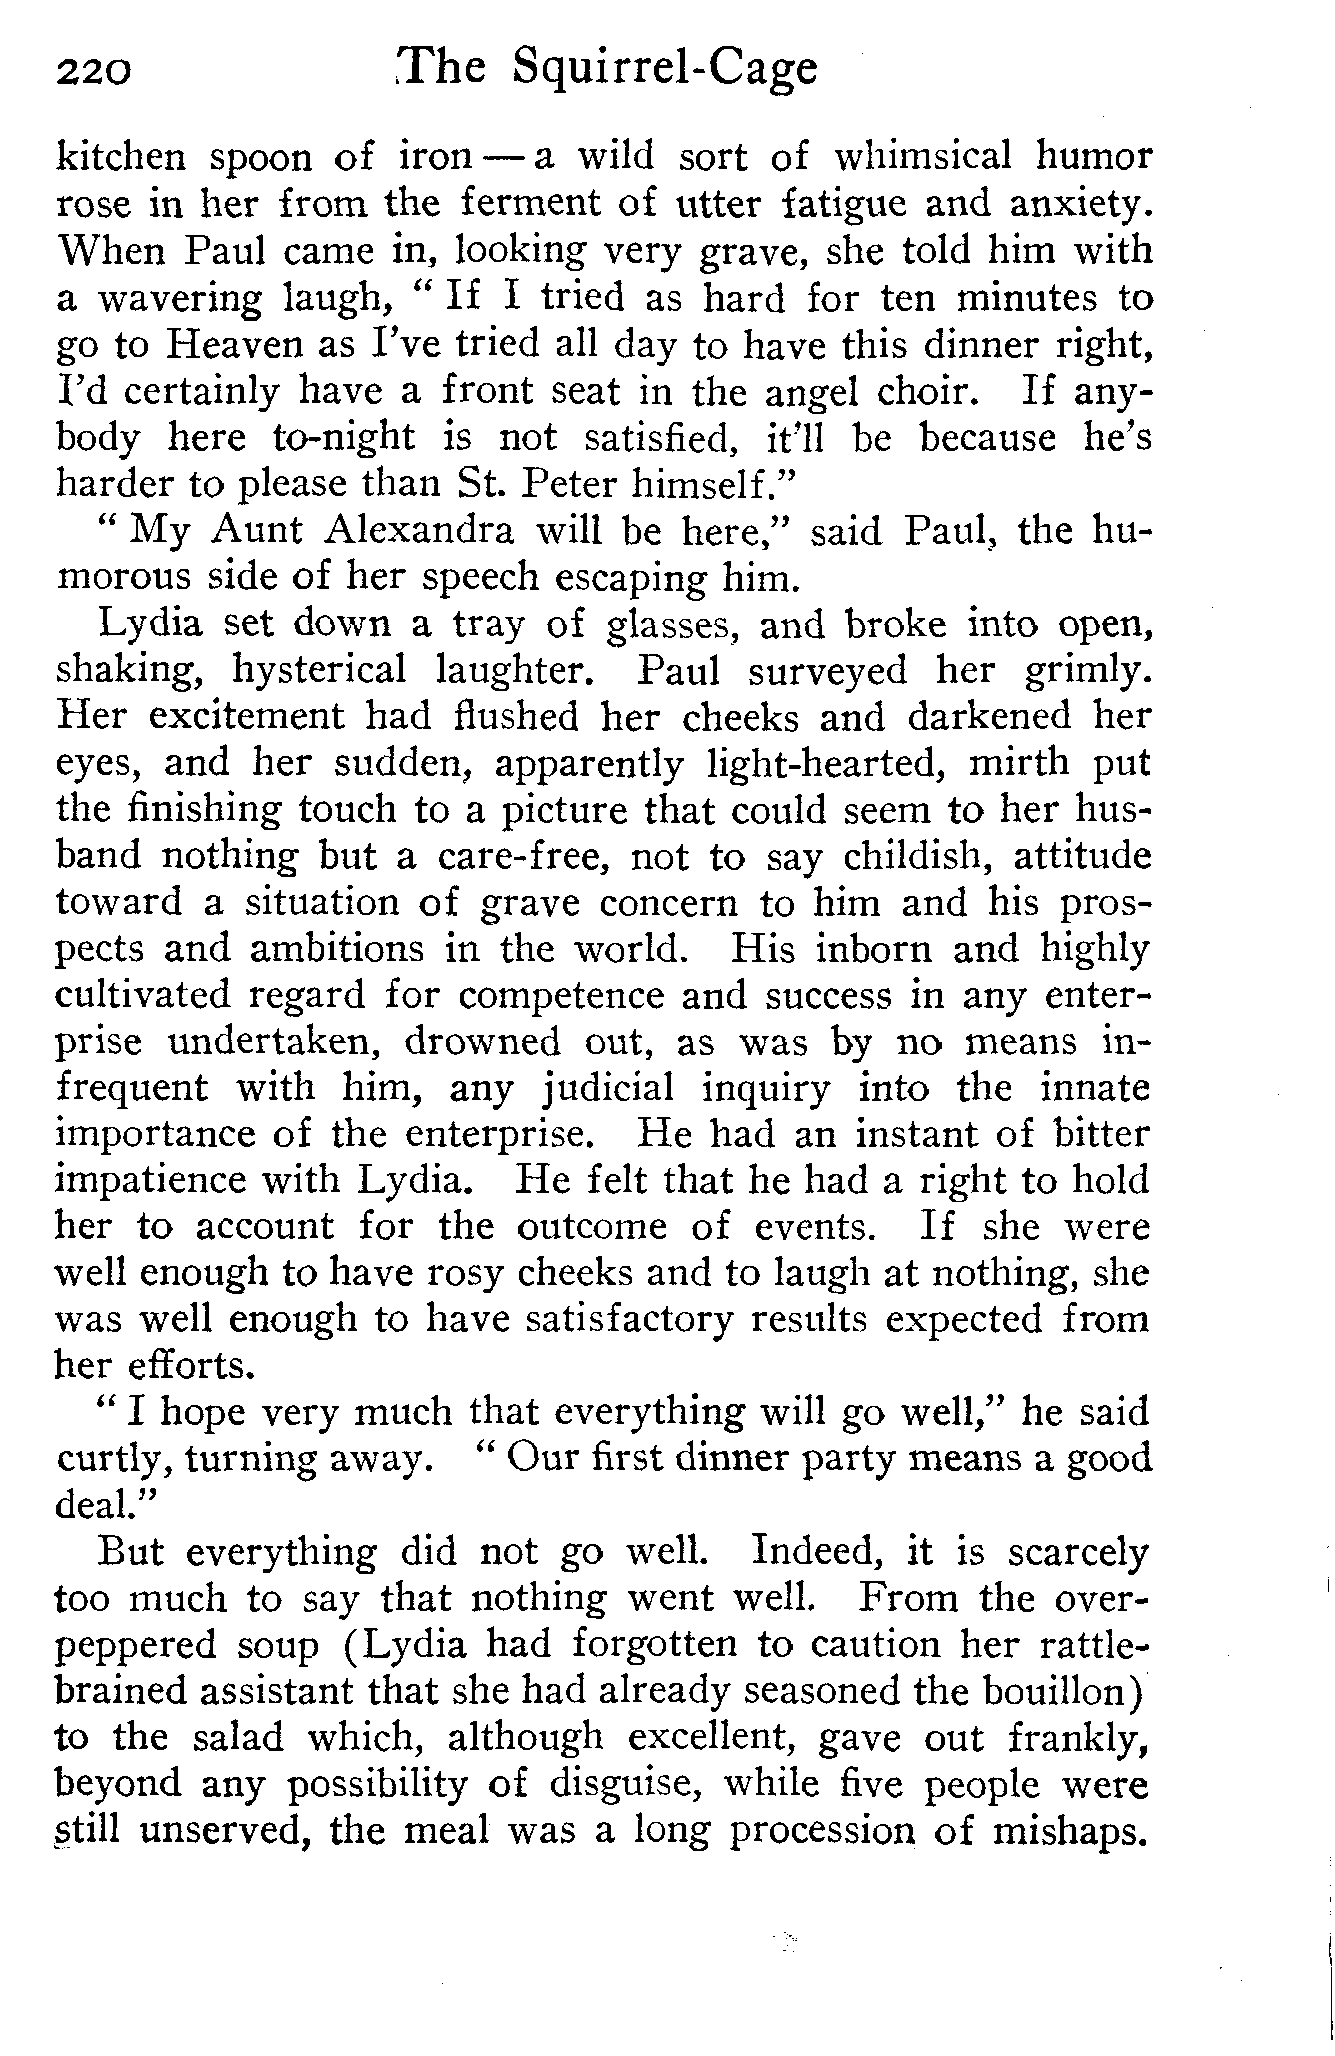 220 The Squirrel-Cage
kitchen spoon of iron — a wild sort of whimsical humor
rose in her from the ferment of utter fatigue and anxiety.
When Paul came in, looking very grave, she told him with
a wavering laugh, “ If I tried as hard for ten minutes to
go to Heaven as I’ve tried all day to have this dinner right,
I’d certainly have a front seat in the angel choir. If any-
body here to-night is not satisfied, it’ll be because he’s
harder to please than St. Peter himself.”
“ My Aunt Alexandra will be here,” said Paul, the hu-
morous side of her speech escaping him.
Lydia set down a tray of glasses, and broke into open,
shaking, hysterical laughter. Paul surveyed her grimly.
Her excitement had flushed her cheeks and darkened her
eyes, and her sudden, apparently light-hearted, mirth put
the finishing touch to a picture that could seem to her hus-
band nothing but a care-free, not to say childish, attitude
toward a situation of grave concern to him and his pros-
pects and ambitions in the world. His inborn and highly
cultivated regard for competence and success in any enter-
prise undertaken, drowned out, as was by no means in-
frequent with him, any judicial inquiry into the innate
importance of the enterprise. He had an instant of bitter
impatience with Lydia. He felt that he had a right to hold
her to account for the outcome of events. If she were
well enough to have rosy cheeks and to laugh at nothing, she
was well enough to have satisfactory results expected from
her efforts.
“ I hope very much that everything will go well,” he said
curtly, turning away. “ Our first dinner party means a good
deal.”
But everything did not go well. Indeed, it is scarcely
too much to say that nothing went well. From the over-
peppered soup (Lydia had forgotten to caution her rattle-
brained assistant that she had already seasoned the bouillon)
to the salad which, although excellent, gave out frankly,
beyond any possibility of disguise, while five people were
still unserved, the meal was a long procession of mishaps.